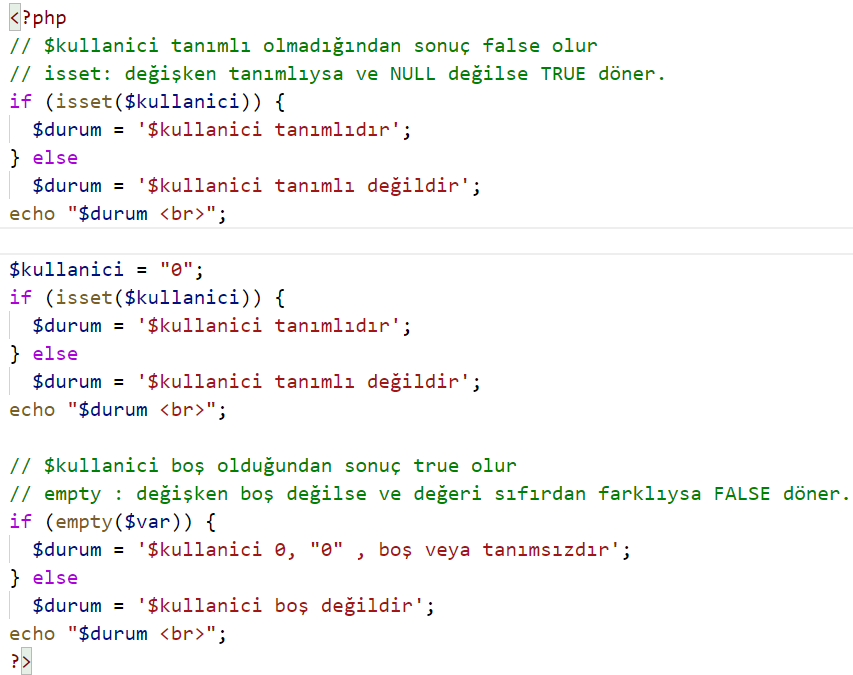 <?php
// $kullanici tanımlı olmadığından sonuç false olur
// isset: değişken tanımlıysa ve NULL değilse TRUE döner.
if (isset($kullanici)) {
  $durum = '$kullanici tanımlıdır';
} else
  $durum = '$kullanici tanımlı değildir';
echo "$durum <br>";

$kullanici = "0";
if (isset($kullanici)) {
  $durum = '$kullanici tanımlıdır';
} else
  $durum = '$kullanici tanımlı değildir';
echo "$durum <br>";

// $kullanici boş olduğundan sonuç true olur
// empty : değişken boş değilse ve değeri sıfırdan farklıysa FALSE döner.
if (empty($var)) {
  $durum = '$kullanici 0, "0" , boş veya tanımsızdır';
} else
  $durum = '$kullanici boş değildir';
echo "$durum <br>";
?>